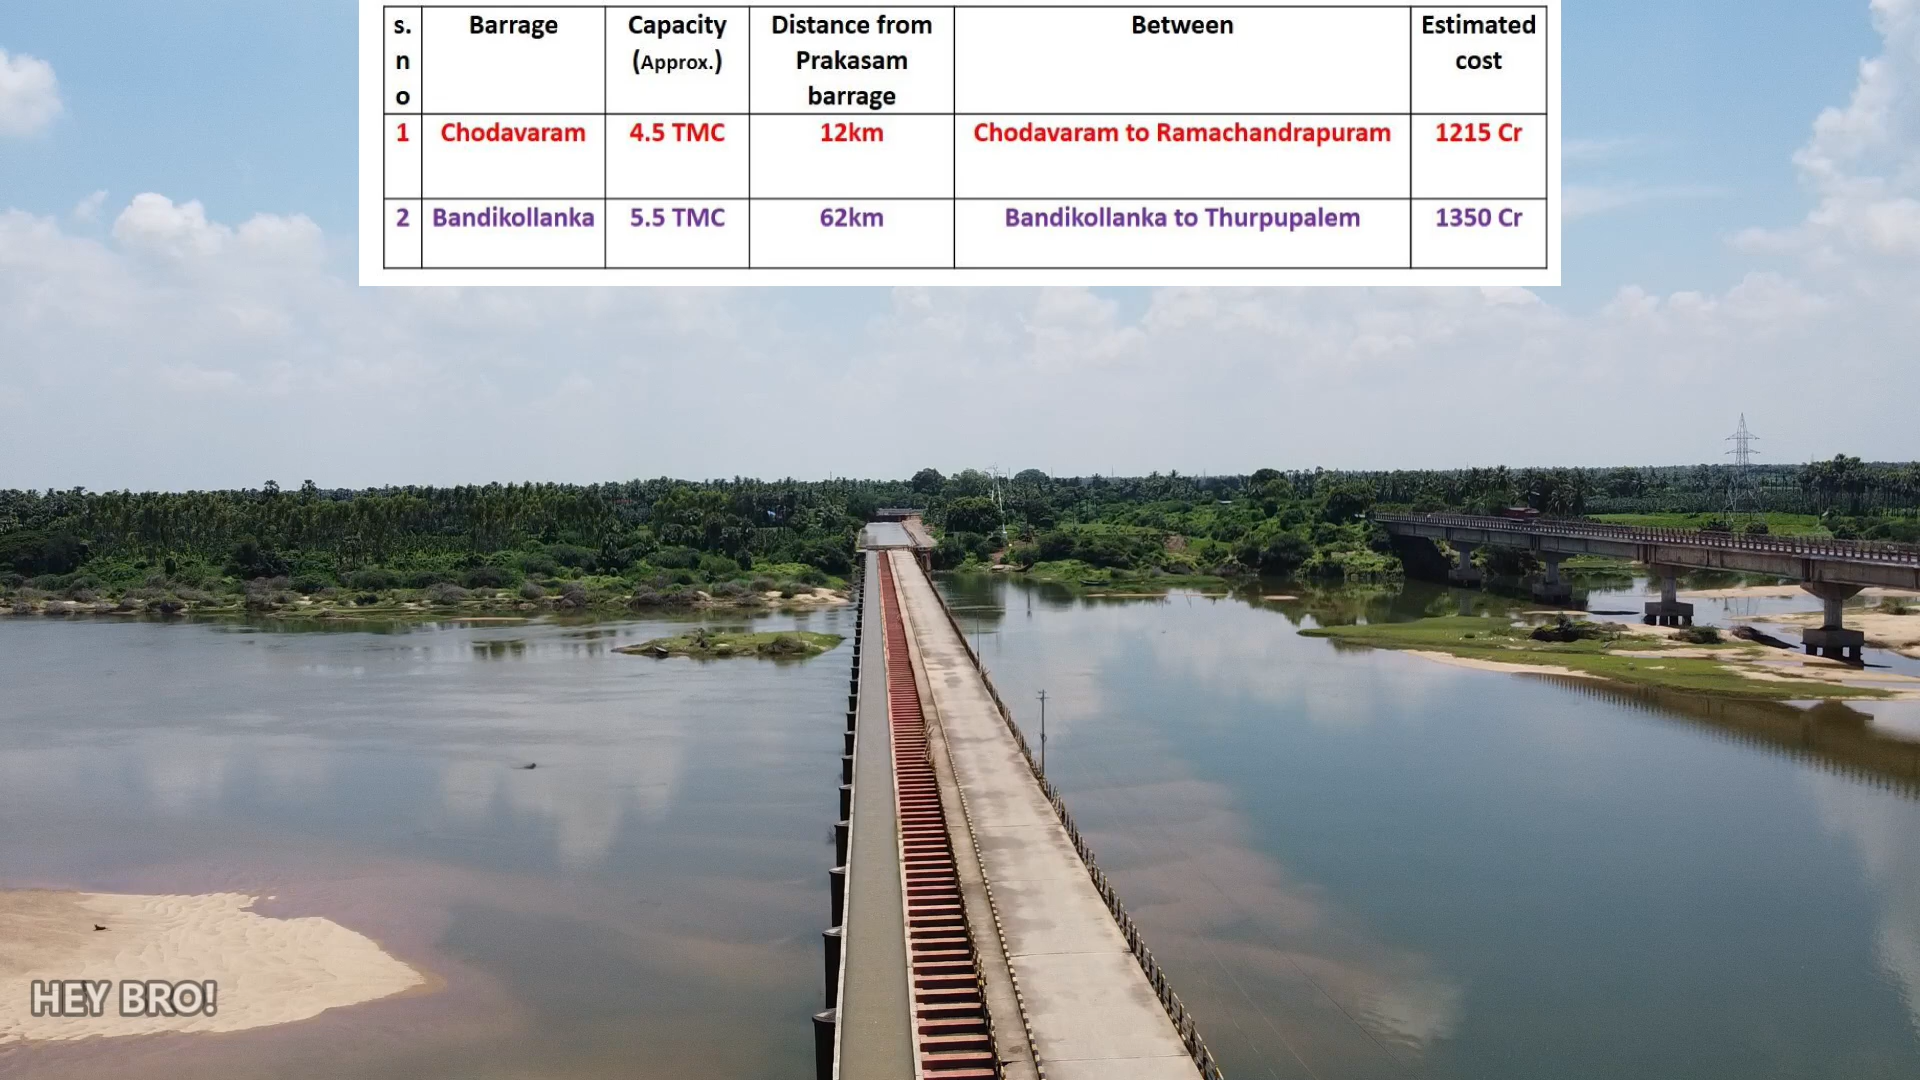 s. n o Barrage Capacity (Approx.) Distance from Prakasam barrage Between Estimated cost
1 Chodavaram 4.5 TMC 12km Chodavaram to Ramachandrapuram 1215 Cr
2 Bandikollanka 5.5 TMC 62km Bandikollanka to Thurpupalem 1350 Cr
HEY BRO!